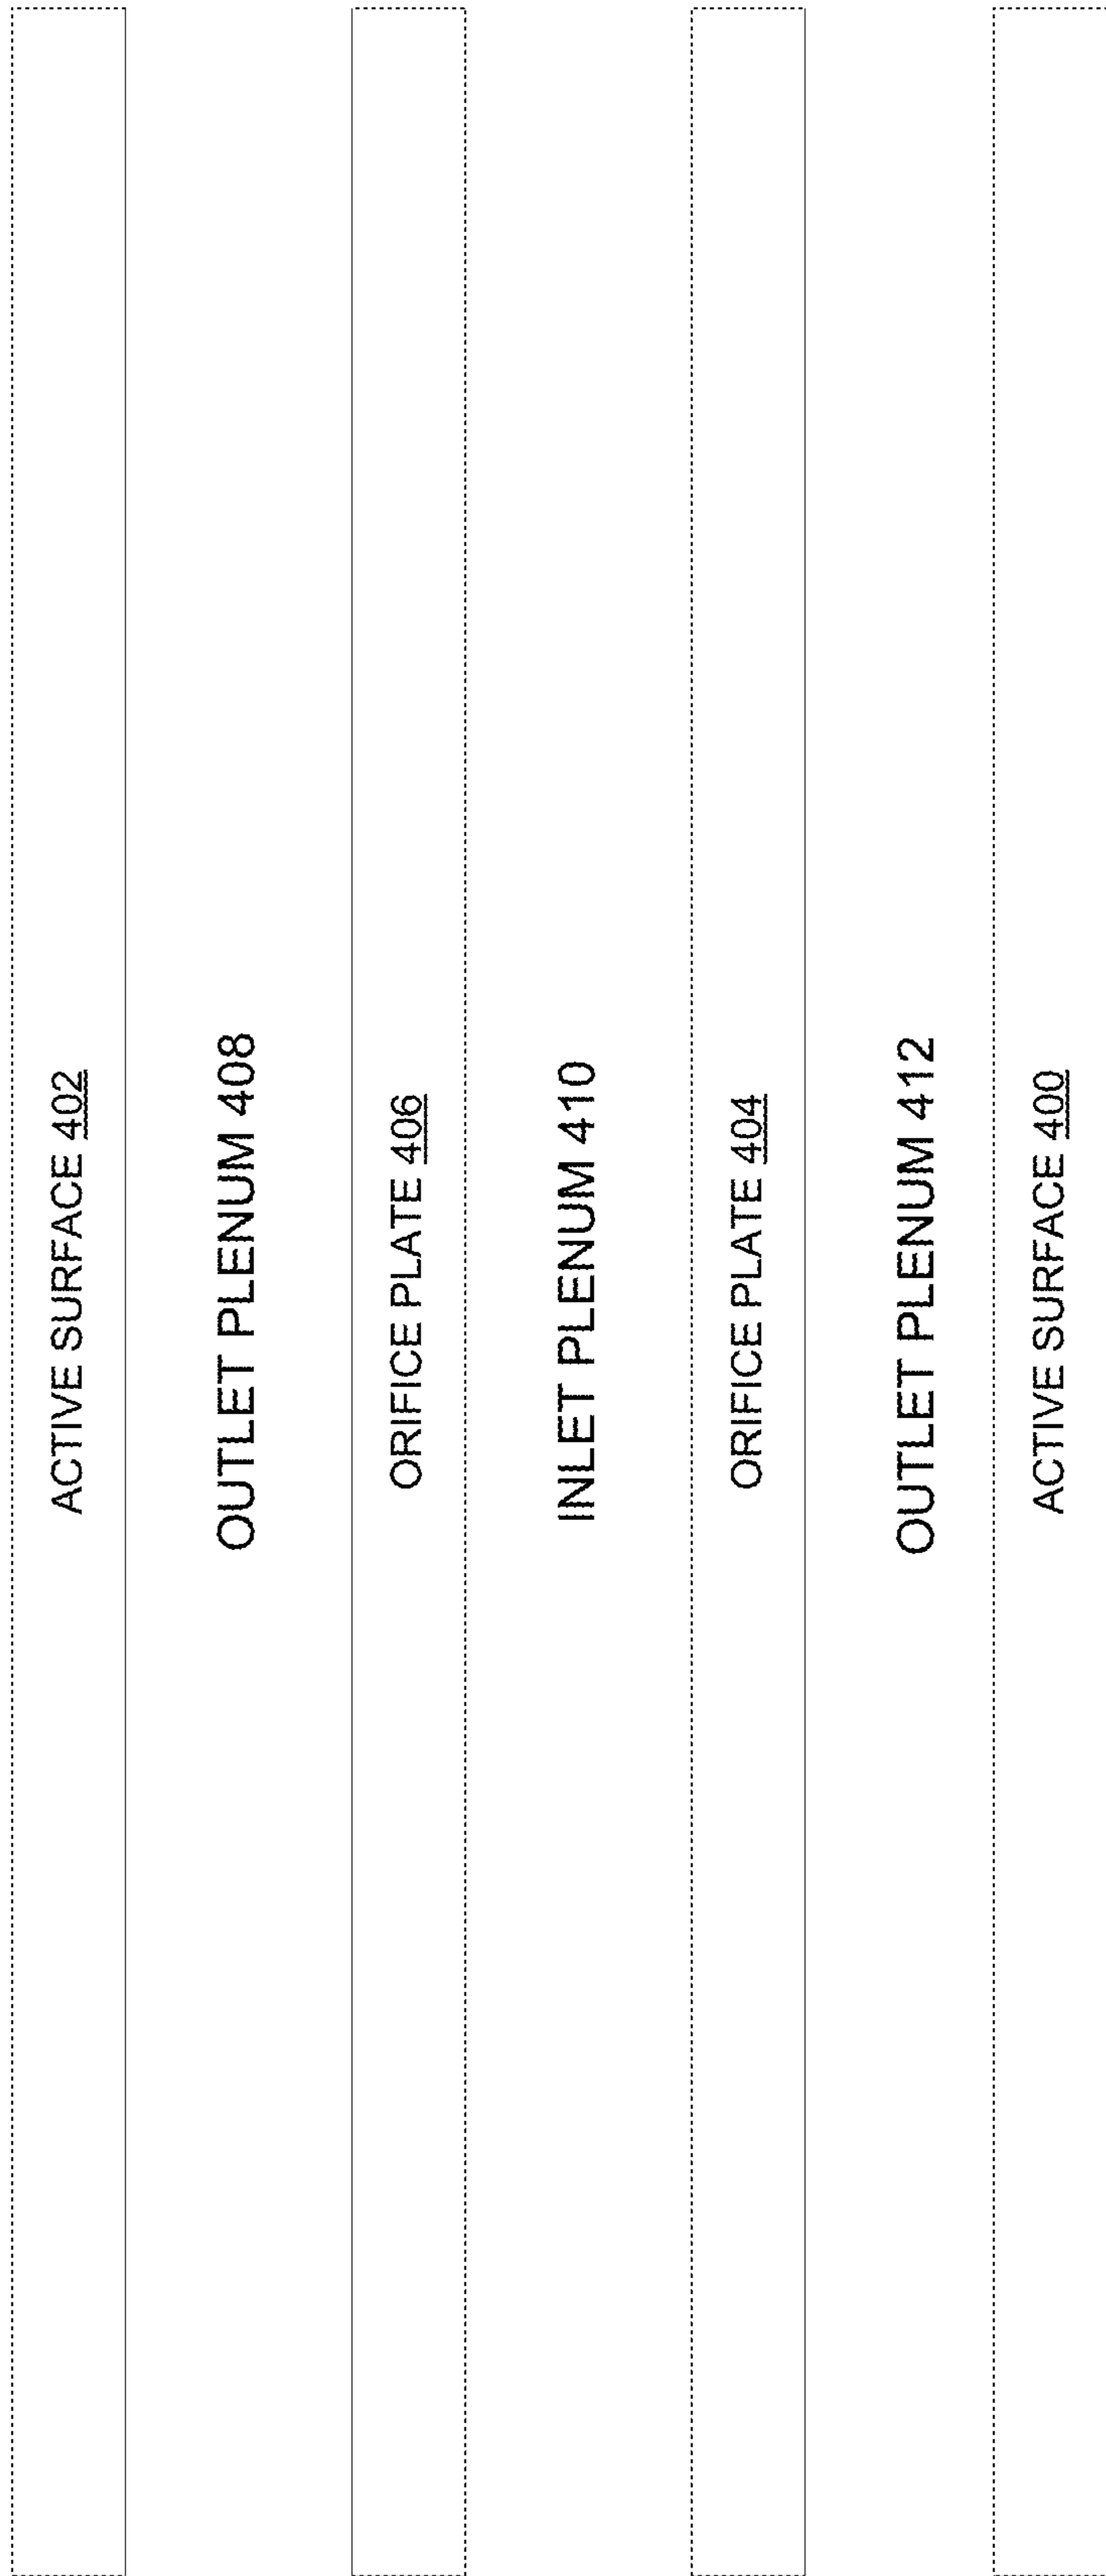 ACTIVE SURFACE 402
OUTLET PLENUM 408
ORIFICE PLATE 406
INLET PLENUM 410
ORIFICE PLATE 404
OUTLET PLENUM 412
ACTIVE SURFACE 400